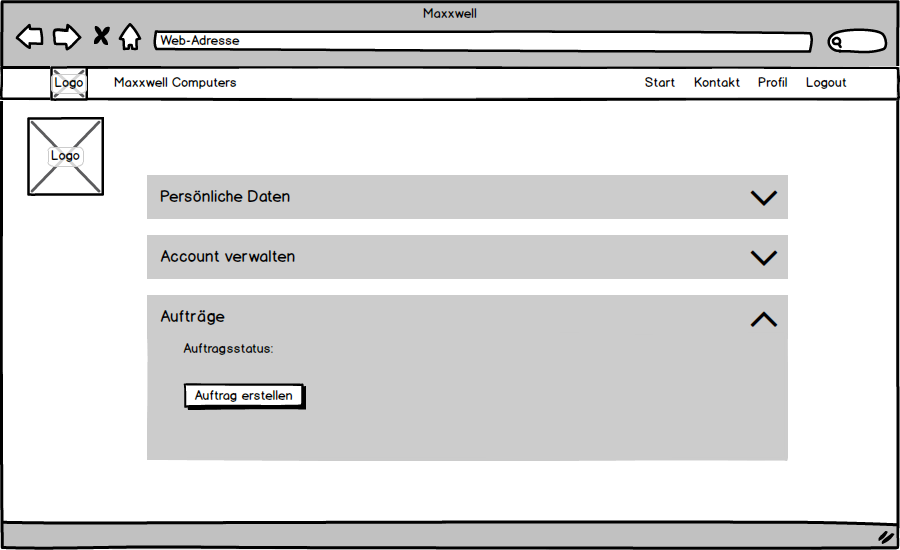 Maxxwell
Web-Adresse
Logo Maxxwell Computers Start Kontakt Profil Logout
Logo
Persönliche Daten
Account verwalten
Aufträge
Auftragsstatus:
Auftrag erstellen